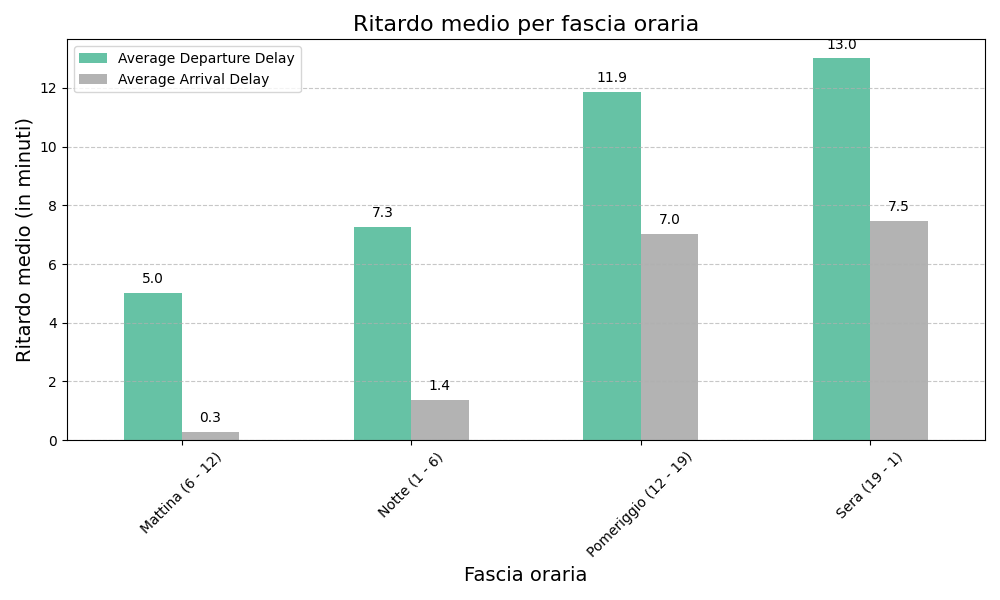 Ritardo medio per fascia oraria
Average Departure Delay
Average Arrival Delay
Ritardo medio (in minuti)
12
10
8
6
4
2
0
5.0
0.3
7.3
1.4
11.9
7.0
13.0
7.5
Mattina (6 - 12)
Notte (1 - 6)
Pomeriggio (12 - 19)
Sera (19 - 1)
Fascia oraria